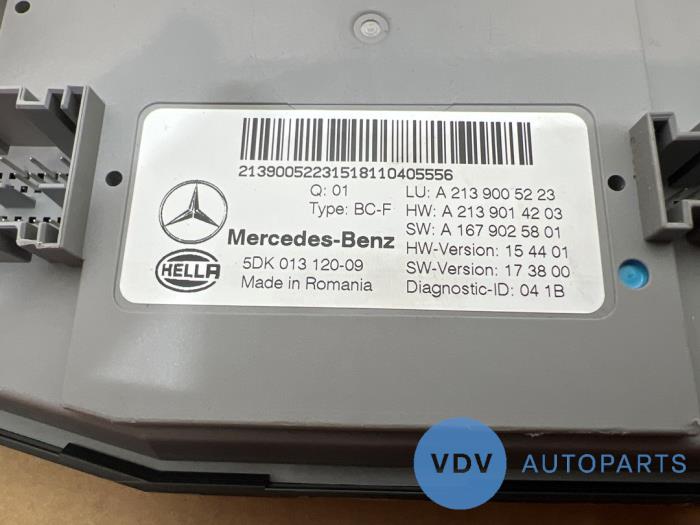 21390052231518110405556
Q: 01
Type: BC-F
LU: A 213 900 52 23
HW: A 213 901 42 03
SW: A 167 902 58 01
HW-Version: 15 44 01
SW-Version: 17 38 00
Diagnostic-ID: 04 1B
Mercedes-Benz
HELLA
5DK 013 120-09
Made in Romania
VDV AUTOPARTS